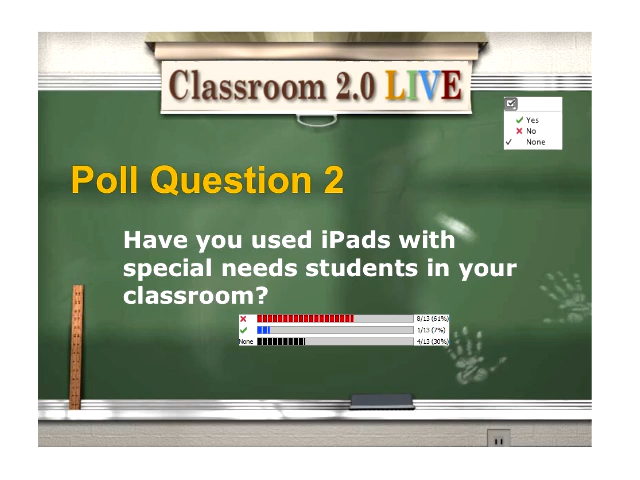 Classroom 2.0 LIVE
Yes
No
None
Poll Question 2
Have you used iPads with
special needs students in your
classroom?
8/13 (61%)
1/13 (7%)
None 4/13 (30%)